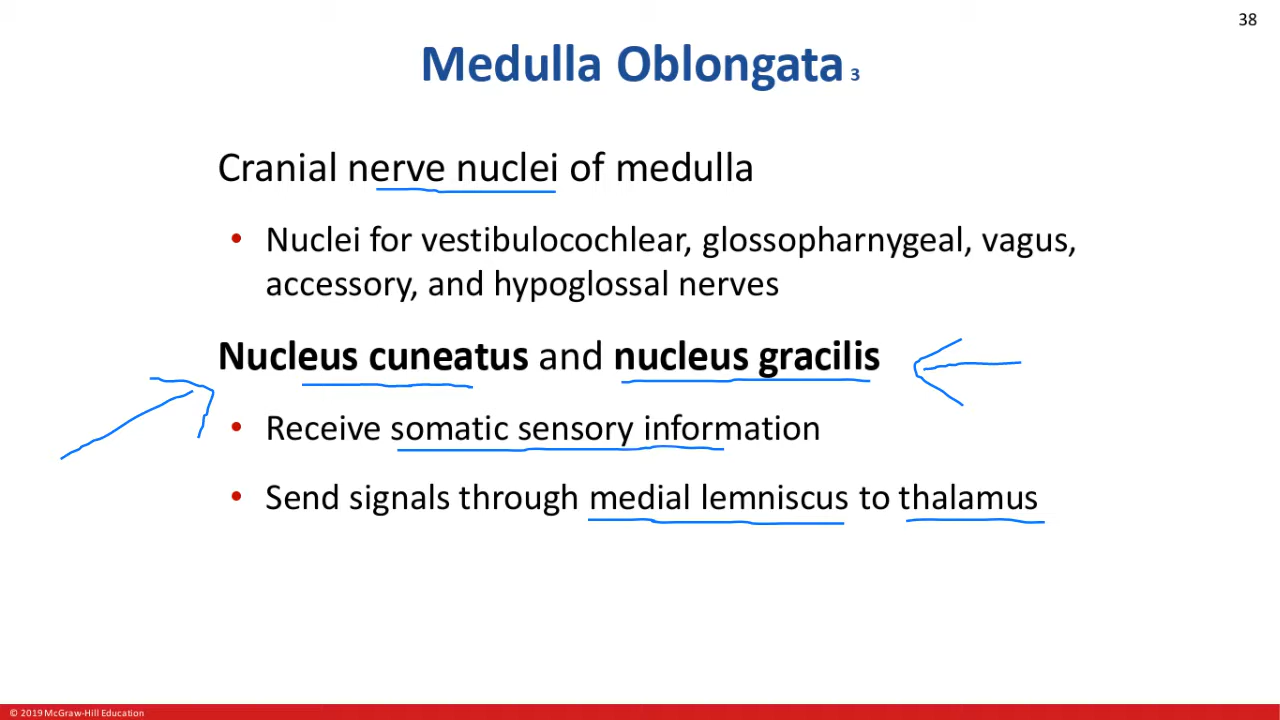 38
Medulla Oblongata 3
Cranial nerve nuclei of medulla
• Nuclei for vestibulocochlear, glossopharnygeal, vagus,
accessory, and hypoglossal nerves
Nucleus cuneatus and nucleus gracilis
• Receive somatic sensory information
• Send signals through medial lemniscus to thalamus
© 2019 McGraw-Hill Education